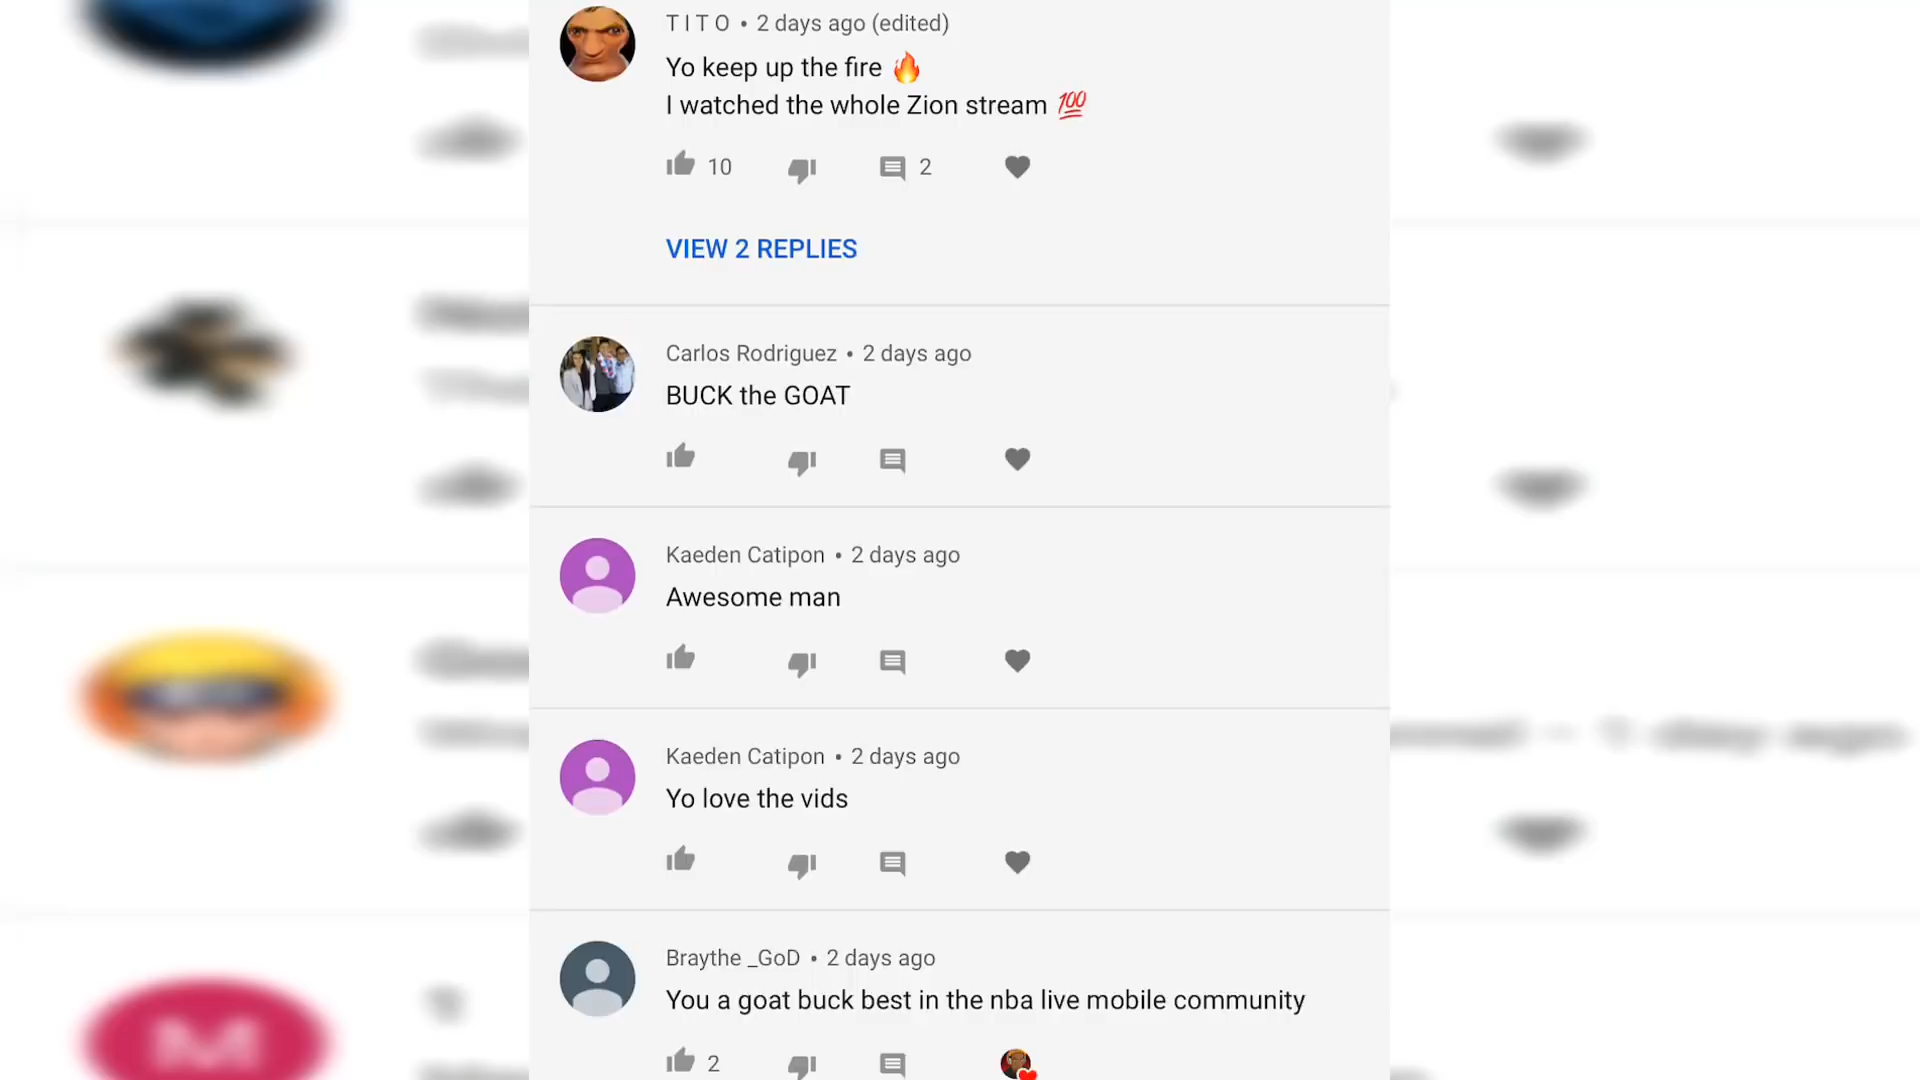 T I T O • 2 days ago (edited)
Yo keep up the fire 🔥
I watched the whole Zion stream 💯
10
2
VIEW 2 REPLIES
Carlos Rodriguez • 2 days ago
BUCK the GOAT
Kaeden Catipon • 2 days ago
Awesome man
Kaeden Catipon • 2 days ago
Yo love the vids
Braythe _GoD • 2 days ago
You a goat buck best in the nba live mobile community
2
M